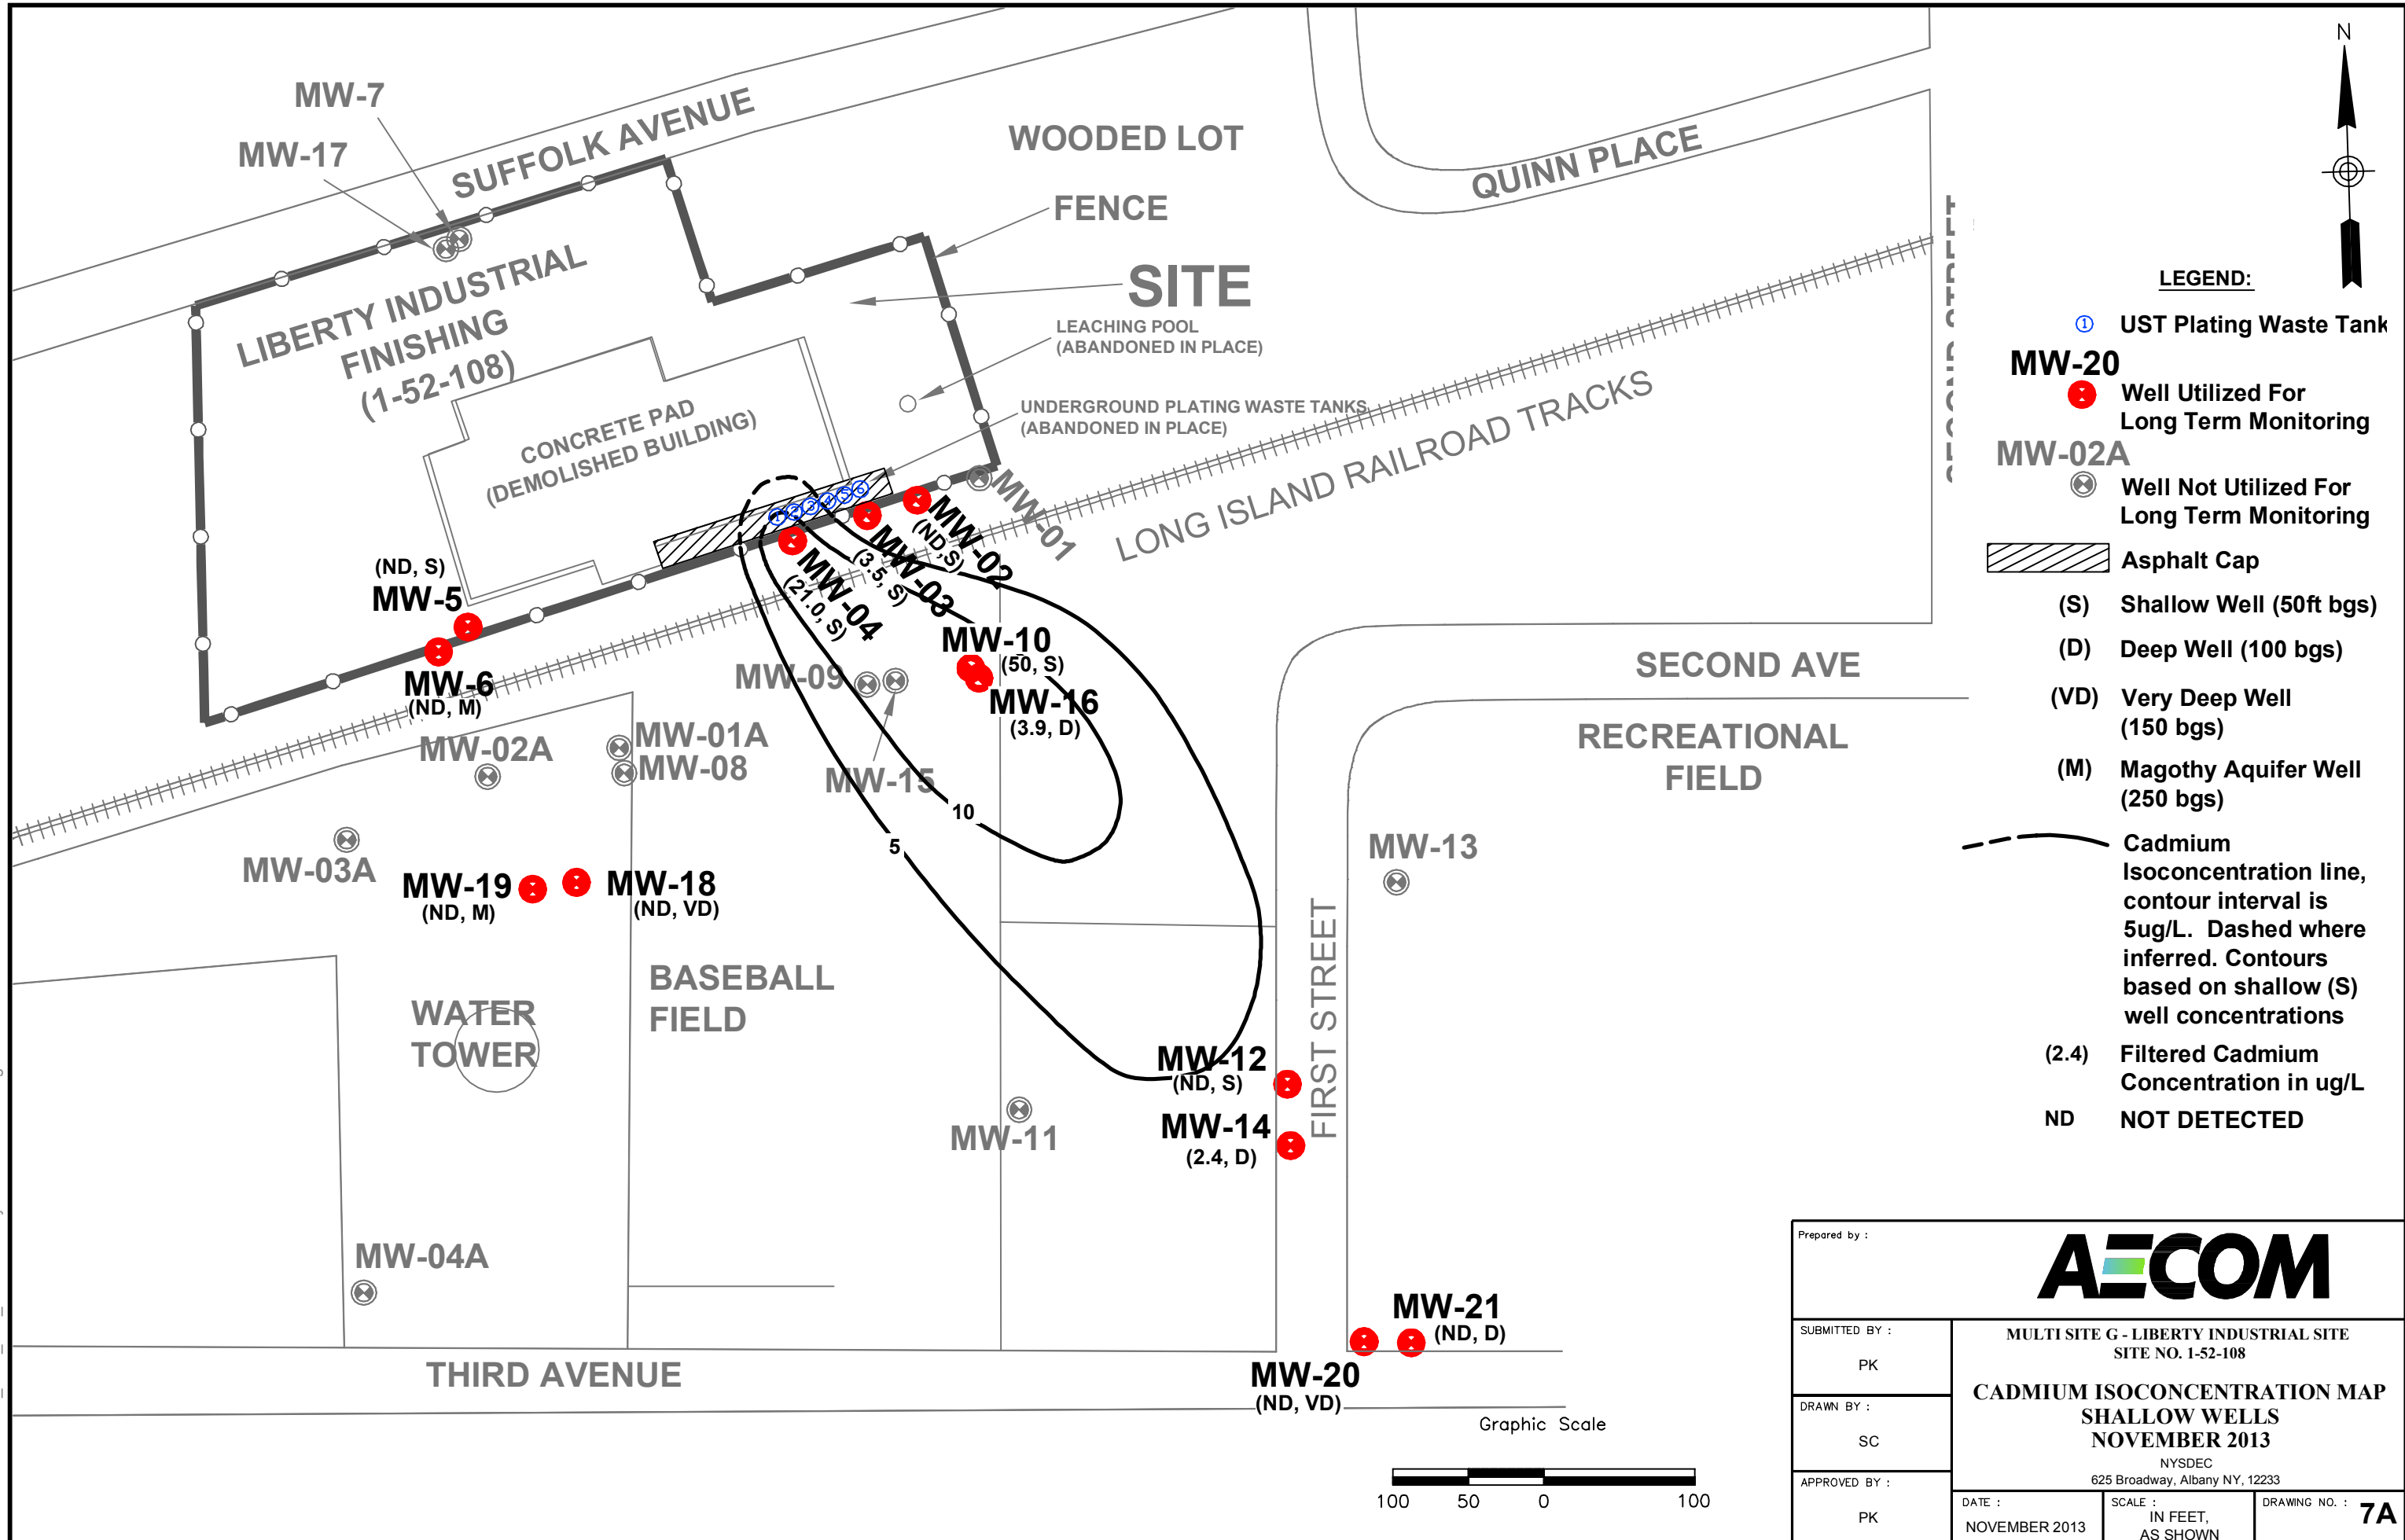 MW-7
MW-17
SUFFOLK AVENUE
WOODED LOT
QUINN PLACE
N
FENCE
SITE
LIBERTY INDUSTRIAL
FINISHING
(1-52-108)
LEACHING POOL
(ABANDONED IN PLACE)
UNDERGROUND PLATING WASTE TANKS
(ABANDONED IN PLACE)
CONCRETE PAD
(DEMOLISHED BUILDING)
LONG ISLAND RAILROAD TRACKS
1 2 3 4 5 6
MW-01
MW-02
(ND,S)
MW-03
(3.5, S)
MW-04
(21.0, S)
(ND, S)
MW-5
MW-6
(ND, M)
MW-10
(50, S)
MW-16
(3.9, D)
MW-09
MW-15
MW-02A
MW-01A
MW-08
MW-03A
MW-19
(ND, M)
MW-18
(ND, VD)
10
5
SECOND AVE
RECREATIONAL
FIELD
MW-13
BASEBALL
FIELD
WATER
TOWER
FIRST STREET
MW-12
(ND, S)
MW-14
(2.4, D)
MW-11
MW-04A
MW-21
(ND, D)
MW-20
(ND, VD)
THIRD AVENUE
Graphic Scale
100 50 0 100
SECOND STREET
LEGEND:
1 UST Plating Waste Tank
MW-20
Well Utilized For
Long Term Monitoring
MW-02A
Well Not Utilized For
Long Term Monitoring
Asphalt Cap
(S) Shallow Well (50ft bgs)
(D) Deep Well (100 bgs)
(VD) Very Deep Well
(150 bgs)
(M) Magothy Aquifer Well
(250 bgs)
Cadmium
Isoconcentration line,
contour interval is
5ug/L. Dashed where
inferred. Contours
based on shallow (S)
well concentrations
(2.4) Filtered Cadmium
Concentration in ug/L
ND NOT DETECTED
Prepared by :
AECOM
SUBMITTED BY :
PK
DRAWN BY :
SC
APPROVED BY :
PK
MULTI SITE G - LIBERTY INDUSTRIAL SITE
SITE NO. 1-52-108
CADMIUM ISOCONCENTRATION MAP
SHALLOW WELLS
NOVEMBER 2013
NYSDEC
625 Broadway, Albany NY, 12233
DATE :
NOVEMBER 2013
SCALE :
IN FEET,
AS SHOWN
DRAWING NO. : 7A